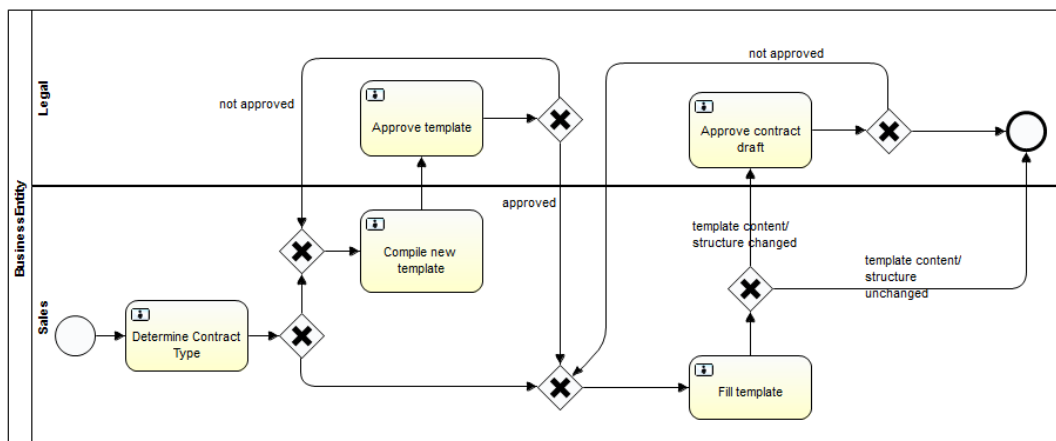 BusinessEntity
Legal
Sales
not approved
Approve template
not approved
Approve contract
draft
approved
Compile new
template
template content/
structure changed
template content/
structure
unchanged
Determine Contract
Type
Fill template